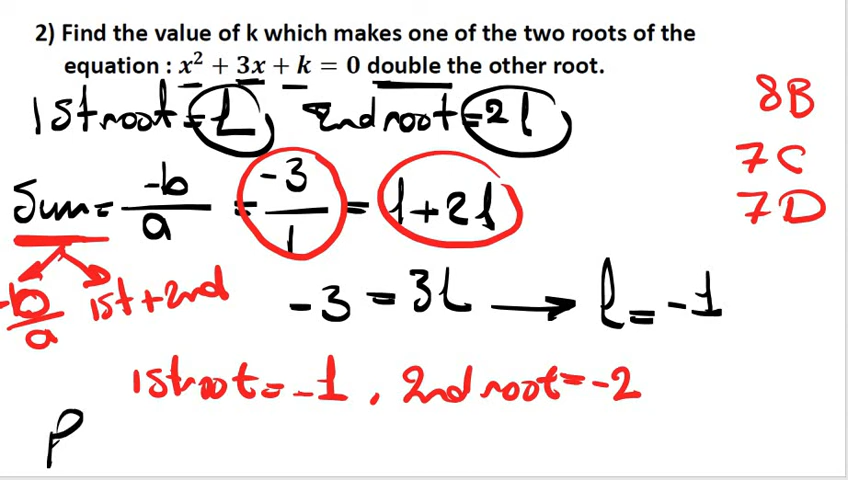 2) Find the value of k which makes one of the two roots of the
equation : x² + 3x + k = 0 double the other root.
1st root = L 2nd root = 2l
8B
7C
7D
Sum = -b/a = -3/1 = l + 2l
-b/a 1st + 2nd
-3 = 3L → l = -1
1st root = -1 , 2nd root = -2
P